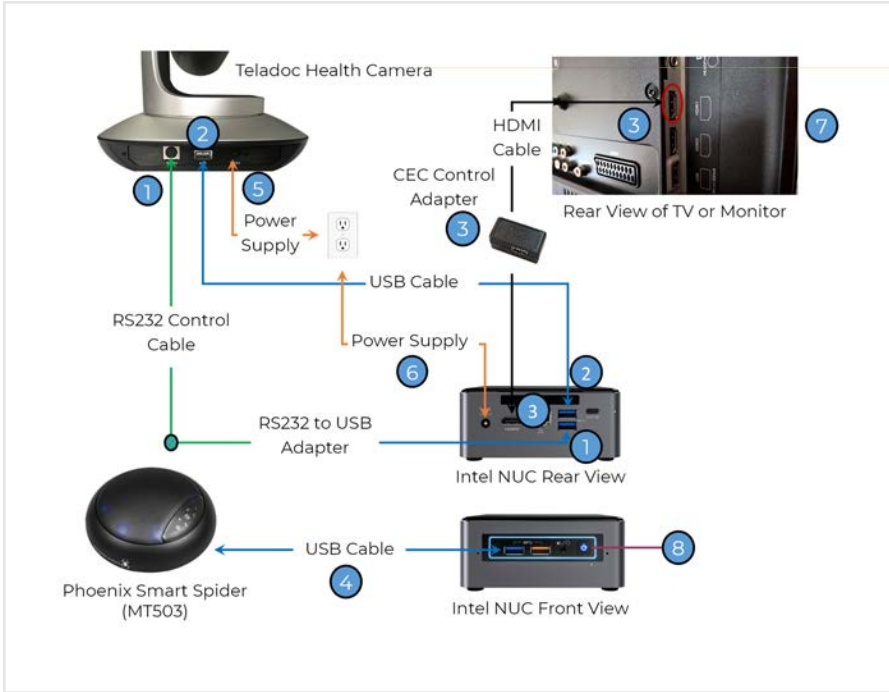 Teladoc Health Camera
2
1
5
Power
Supply
HDMI
Cable
3
7
CEC Control
Adapter
3
Rear View of TV or Monitor
USB Cable
RS232 Control
Cable
Power Supply
6
2
3
1
RS232 to USB
Adapter
Intel NUC Rear View
USB Cable
4
8
Phoenix Smart Spider
(MT503)
Intel NUC Front View